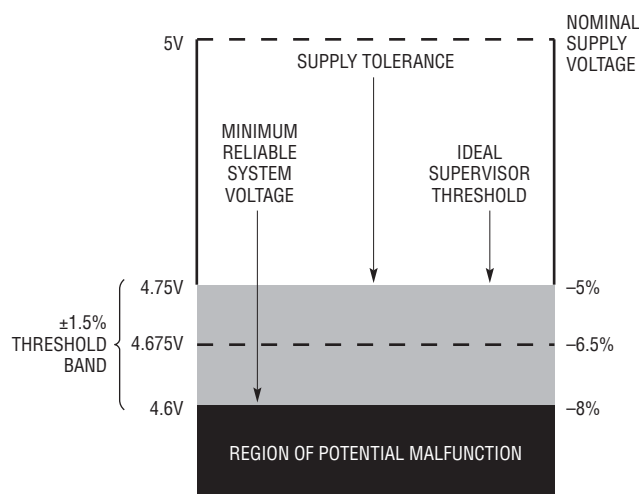 NOMINAL
SUPPLY
VOLTAGE
5V
SUPPLY TOLERANCE
MINIMUM
RELIABLE
SYSTEM
VOLTAGE
IDEAL
SUPERVISOR
THRESHOLD
4.75V
–5%
±1.5%
THRESHOLD
BAND
4.675V
–6.5%
4.6V
–8%
REGION OF POTENTIAL MALFUNCTION